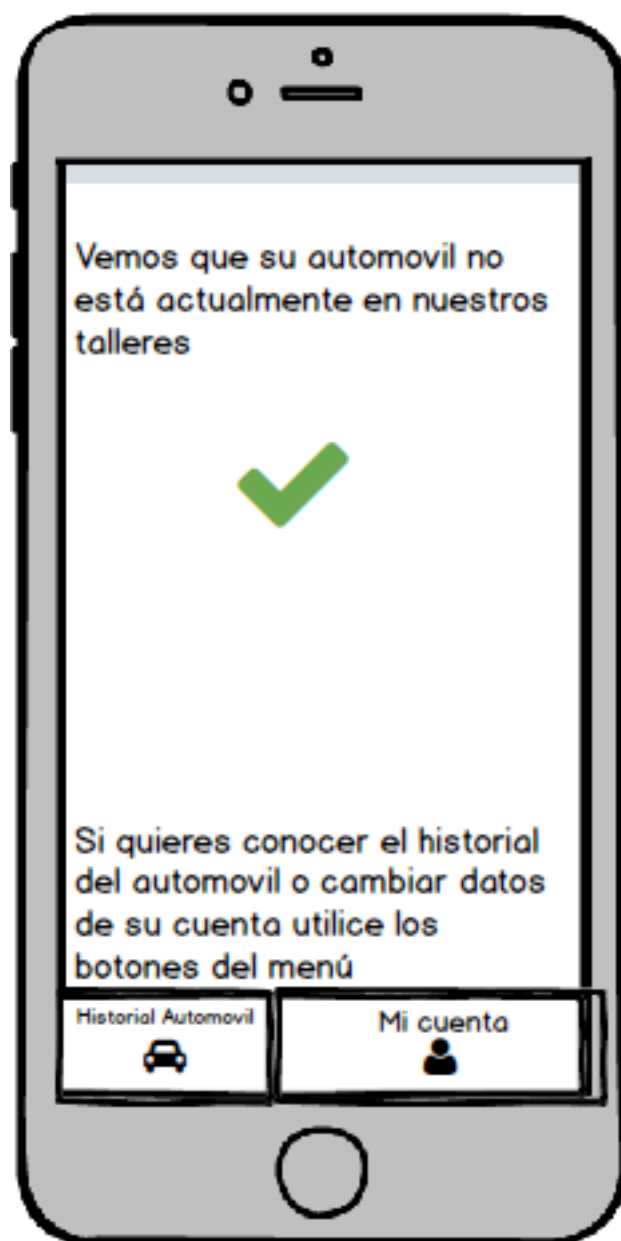 Vemos que su automovil no
está actualmente en nuestros
talleres
Si quieres conocer el historial
del automovil o cambiar datos
de su cuenta utilice los
botones del menú
Historial Automovil
Mi cuenta